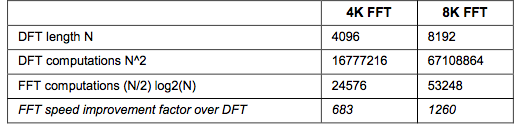 4K FFT 8K FFT
DFT length N 4096 8192
DFT computations N^2 16777216 67108864
FFT computations (N/2) log2(N) 24576 53248
FFT speed improvement factor over DFT 683 1260